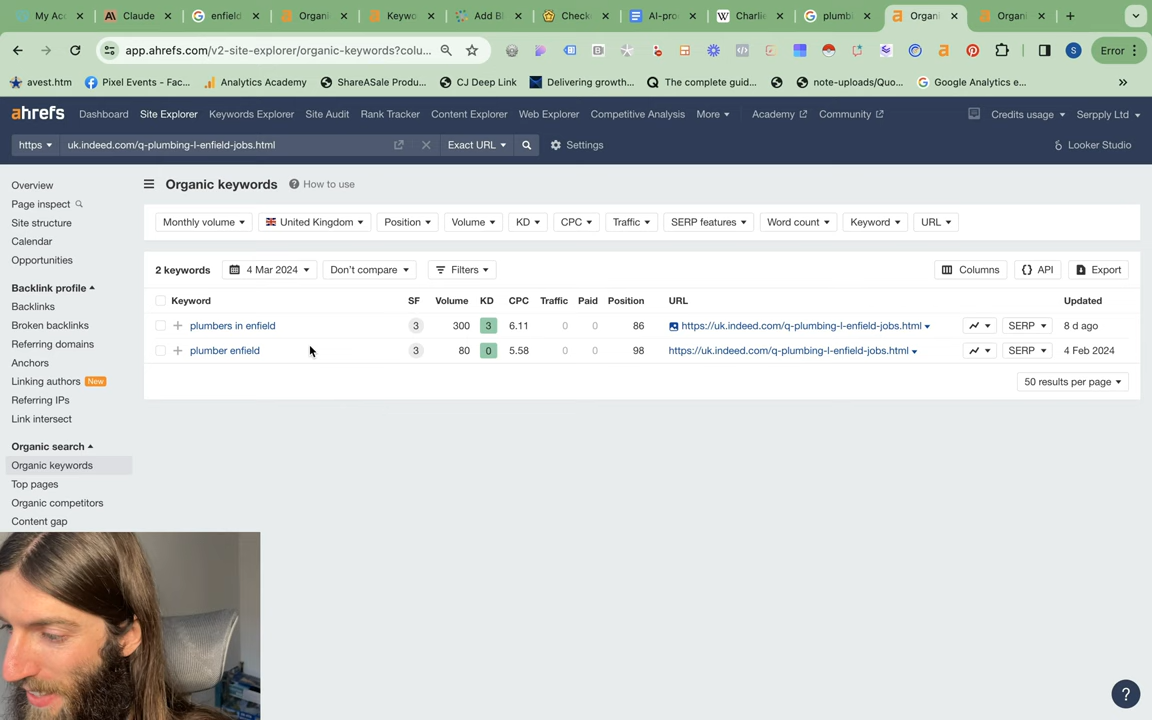 My Acc
Claude
enfield
Organi
Keywo
Add Bl
Check
AI-pro
Charlie
plumbi
Organi
Organi
app.ahrefs.com/v2-site-explorer/organic-keywords?colu...
S
Error
avest.htm
Pixel Events - Fac...
Analytics Academy
ShareASale Produ...
CJ Deep Link
Delivering growth...
The complete guid...
note-uploads/Quo...
Google Analytics e...
»
ahrefs
Dashboard
Site Explorer
Keywords Explorer
Site Audit
Rank Tracker
Content Explorer
Web Explorer
Competitive Analysis
More
Academy
Community
Credits usage
Serpply Ltd
https
uk.indeed.com/q-plumbing-l-enfield-jobs.html
Exact URL
Settings
Looker Studio
Overview
Page inspect
Site structure
Calendar
Opportunities
Backlink profile
Backlinks
Broken backlinks
Referring domains
Anchors
Linking authors New
Referring IPs
Link intersect
Organic search
Organic keywords
Top pages
Organic competitors
Content gap
Organic keywords
? How to use
Monthly volume
United Kingdom
Position
Volume
KD
CPC
Traffic
SERP features
Word count
Keyword
URL
2 keywords
4 Mar 2024
Don't compare
Filters
Columns
{} API
Export
Keyword SF Volume KD CPC Traffic Paid Position URL Updated
plumbers in enfield 3 300 3 6.11 0 0 86 https://uk.indeed.com/q-plumbing-l-enfield-jobs.html SERP 8 d ago
plumber enfield 3 80 0 5.58 0 0 98 https://uk.indeed.com/q-plumbing-l-enfield-jobs.html SERP 4 Feb 2024
50 results per page
?